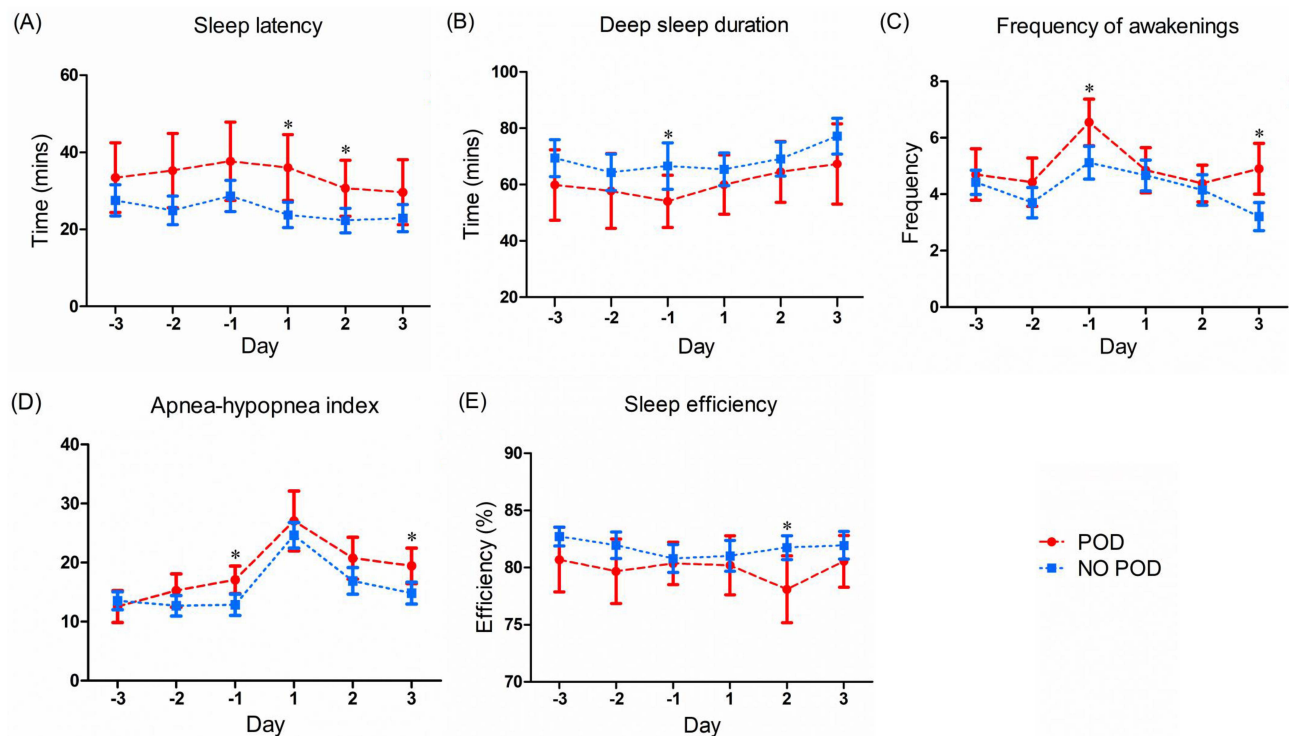 (A) Sleep latency
Time (mins)
60
40
20
0
*
*
-3 -2 -1 1 2 3
Day
(B) Deep sleep duration
Time (mins)
100
80
60
40
20
*
-3 -2 -1 1 2 3
Day
(C) Frequency of awakenings
Frequency
8
6
4
2
0
*
*
-3 -2 -1 1 2 3
Day
(D) Apnea-hypopnea index
40
30
20
10
0
*
*
-3 -2 -1 1 2 3
Day
(E) Sleep efficiency
Efficiency (%)
90
85
80
75
70
*
-3 -2 -1 1 2 3
Day
POD
NO POD